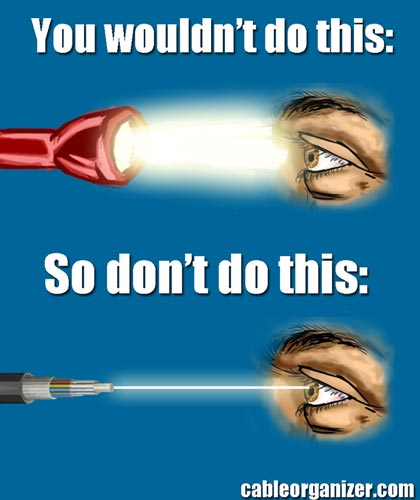 You wouldn't do this:
So don't do this:
cableorganizer.com